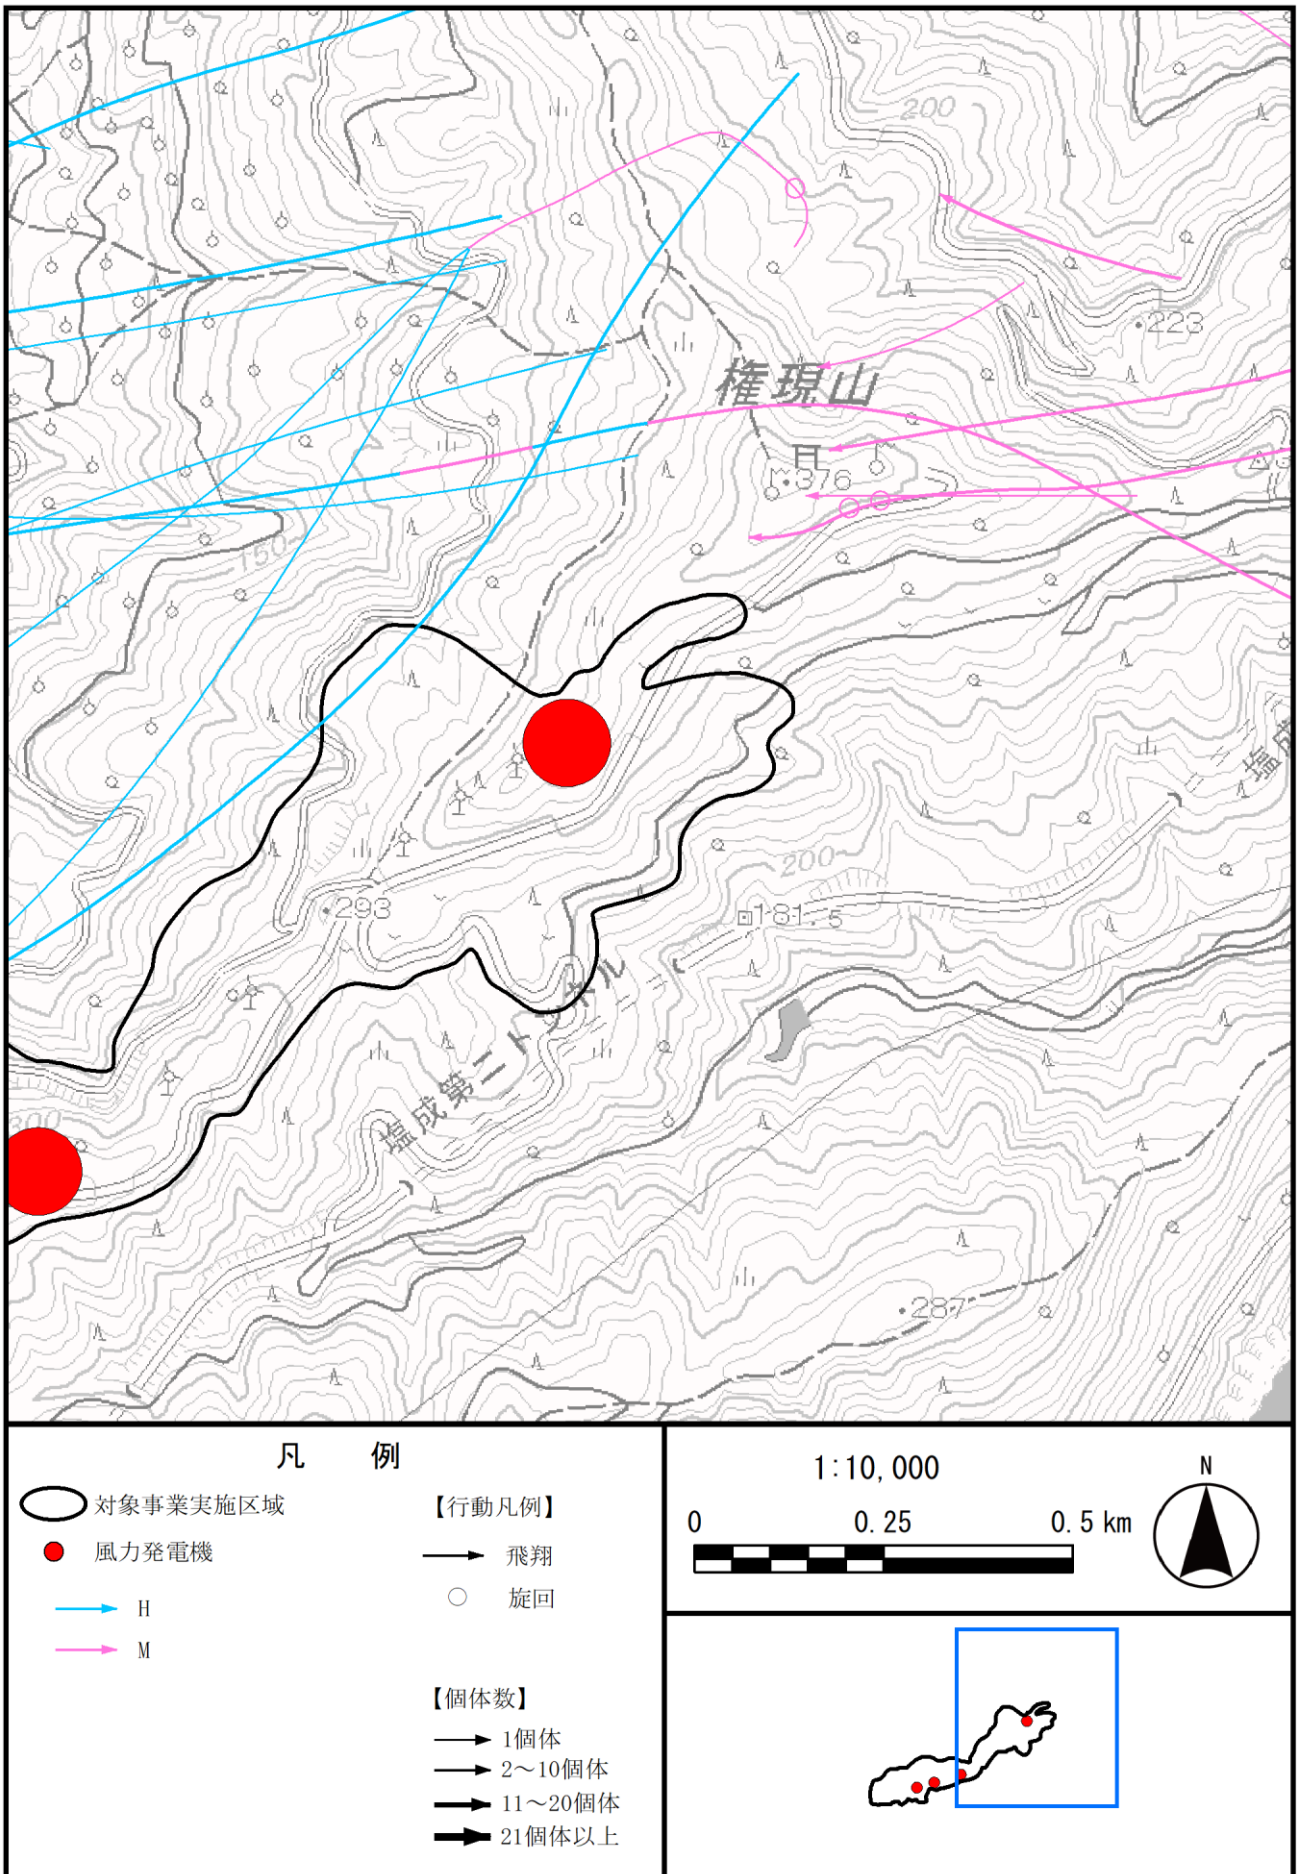 200
223
権現山
376
150
塩成
200
293
181.5
塩成第二トンネル
300
287
凡 例
対象事業実施区域
風力発電機
H
M
【行動凡例】
飛翔
旋回
【個体数】
1個体
2~10個体
11~20個体
21個体以上
1:10,000
0 0.25 0.5 km
N